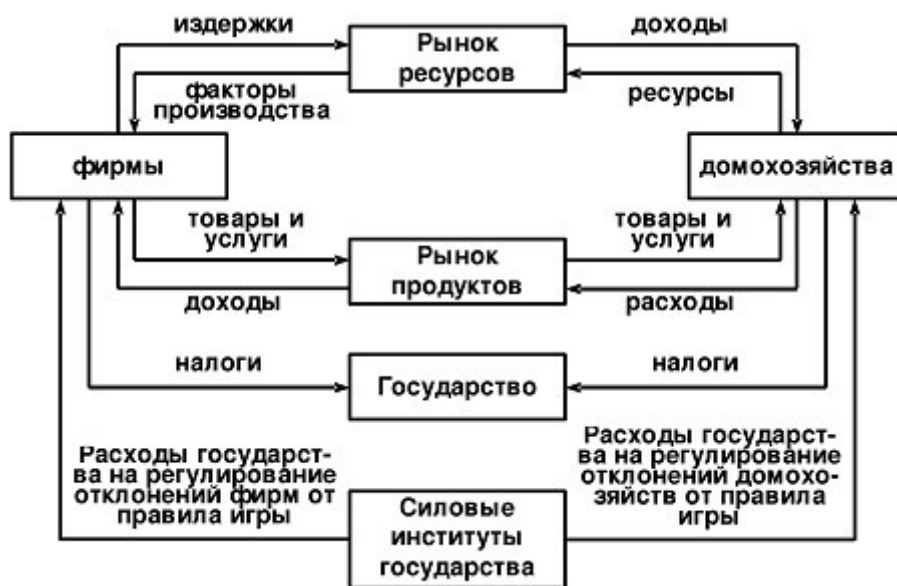 издержки
Рынок
ресурсов
доходы
факторы
производства
ресурсы
фирмы
домохозяйства
товары и
услуги
Рынок
продуктов
товары и
услуги
доходы
расходы
налоги
Государство
налоги
Расходы государст-
ва на регулирование
отклонений фирм от
правила игры
Силовые
институты
государства
Расходы государст-
ва на регулирование
отклонений домохо-
зяйств от правила
игры